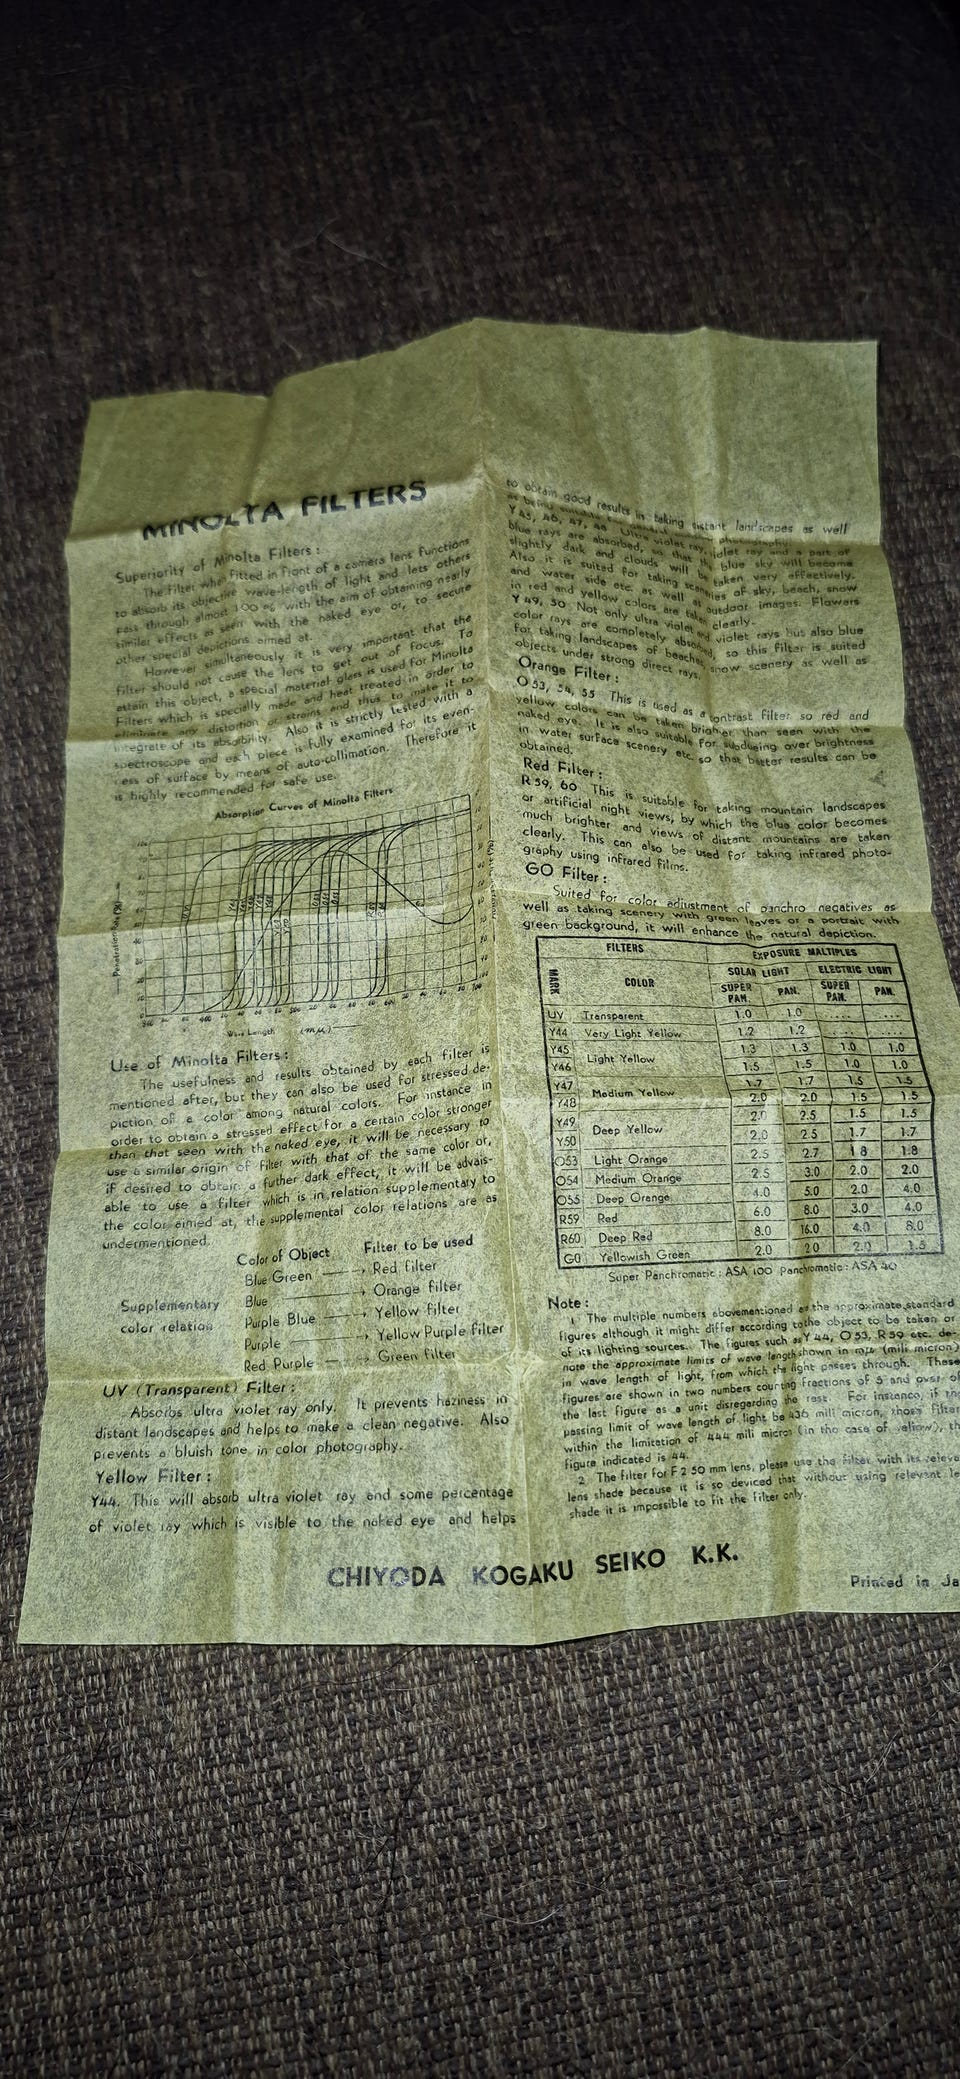 MINOLTA FILTERS
Superiority of Minolta Filters :
The Filter when fitted in front of a camera lens functions
to absorb its objective wave-length of light and lets others
pass through almost 100 % with the aim of obtaining nearly
similar effects as seen with the naked eye or, to secure
other special depictions aimed at.
However simultaneously it is very important that the
filter should not cause the lens to get out of focus. To
attain this object, a special material glass is used for Minolta
Filters which is specially made and heat treated in order to
eliminate any distortion or strains and thus to make it to
integrate of its absolbility. Also it is strictly tested with a
spectroscope and each piece is fully examined for its even-
ness of surface by means of auto-collimation. Therefore it
is highly recommended for safe use.
Absorption Curves of Minolta Filters
Wave Length (mμ)
Use of Minolta Filters :
The usefulness and results obtained by each filter is
mentioned after, but they can also be used for stressed de-
piction of a color among natural colors. For instance in
order to obtain a stressed effect for a certain color stronger
than that seen with the naked eye, it will be necessary to
use a similar origin of filter with that of the same color or,
if desired to obtain a further dark effect, it will be advais-
able to use a filter which is in relation supplementary to
the color aimed at, the supplemental color relations are as
undermentioned.
Color of Object Filter to be used
Supplementary
color relation
Blue Green → Red filter
Blue → Orange filter
Purple Blue → Yellow filter
Purple → Yellow Purple filter
Red Purple → Green filter
UV (Transparent) Filter :
Absorbs ultra violet ray only. It prevents haziness in
distant landscapes and helps to make a clean negative. Also
prevents a bluish tone in color photography.
Yellow Filter :
Y44. This will absorb ultra violet ray and some percentage
of violet ray which is visible to the naked eye and helps
to obtain good results in taking distant landscapes as well
as being suitable photography.
Y 45, 46, 47, 48 Ultra violet ray, violet ray and a part of
blue rays are absorbed, so that blue sky will become
slightly dark and clouds will be taken very effectively.
Also it is suited for taking sceneries of sky, beach, snow
and water side etc. as well as outdoor images. Flowers
in red and yellow colors are taken clearly.
Y 49, 50 Not only ultra violet and violet rays but also blue
color rays are completely absorbed, so this filter is suited
for taking landscapes of beaches, snow scenery as well as
objects under strong direct rays.
Orange Filter :
O 53, 54, 55 This is used as a contrast filter so red and
yellow colors can be taken brighter than seen with the
naked eye. It is also suitable for subdueing over brightness
in water surface scenery etc. so that better results can be
obtained.
Red Filter :
R 59, 60 This is suitable for taking mountain landscapes
or artificial night views, by which the blue color becomes
much brighter and views of distant mountains are taken
clearly. This can also be used for taking infrared photo-
graphy using infrared films.
GO Filter :
Suited for color adjustment of panchro negatives as
well as taking scenery with green leaves or a portrait with
green background, it will enhance the natural depiction.
FILTERS EXPOSURE MALTIPLES
MARK COLOR SOLAR LIGHT ELECTRIC LIGHT
SUPER PAN. PAN. SUPER PAN. PAN.
UV Transparent 1.0 1.0 .... ....
Y44 Very Light Yellow 1.2 1.2 .... ....
Y45 Light Yellow 1.3 1.3 1.0 1.0
Y46 1.5 1.5 1.0 1.0
Y47 Medium Yellow 1.7 1.7 1.5 1.5
Y48 2.0 2.0 1.5 1.5
Y49 Deep Yellow 2.0 2.5 1.5 1.5
Y50 2.0 2.5 1.7 1.7
O53 Light Orange 2.5 2.7 1.8 1.8
O54 Medium Orange 2.5 3.0 2.0 2.0
O55 Deep Orange 4.0 5.0 2.0 4.0
R59 Red 6.0 8.0 3.0 4.0
R60 Deep Red 8.0 16.0 4.0 8.0
GO Yellowish Green 2.0 2.0 2.0 1.5
Super Panchromatic : ASA 100 Panchromatic : ASA 40
Note :
1 The multiple numbers abovementioned are the approximate standard
figures although it might differ according to the object to be taken or
of its lighting sources. The figures such as Y 44, O 53, R 59 etc. de-
note the approximate limits of wave length shown in mμ (mili micron)
in wave length of light, from which the light passes through. These
figures are shown in two numbers counting fractions of 5 and over of
the last figure as a unit disregarding the rest. For instance, if the
passing limit of wave length of light be 436 mili micron, those filter
within the limitation of 444 mili micron (in the case of yellow), th
figure indicated is 44.
2 The filter for F 2 50 mm lens, please use the filter with its releva
lens shade because it is so deviced that without using relevant le
shade it is impossible to fit the filter only.
CHIYODA KOGAKU SEIKO K.K.
Printed in Ja